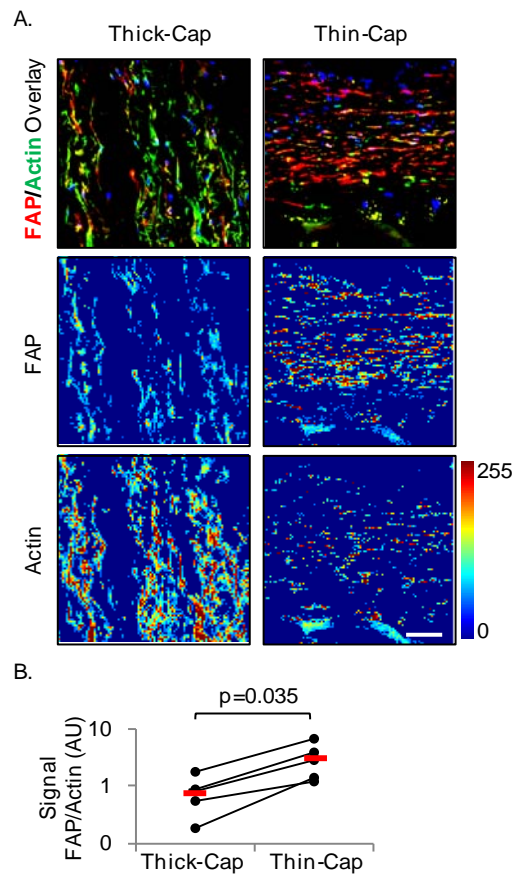 A.
Thick-Cap Thin-Cap
FAP/Actin Overlay
FAP
Actin
255
0
B.
p=0.035
Signal
FAP/Actin (AU)
10
1
0
Thick-Cap Thin-Cap